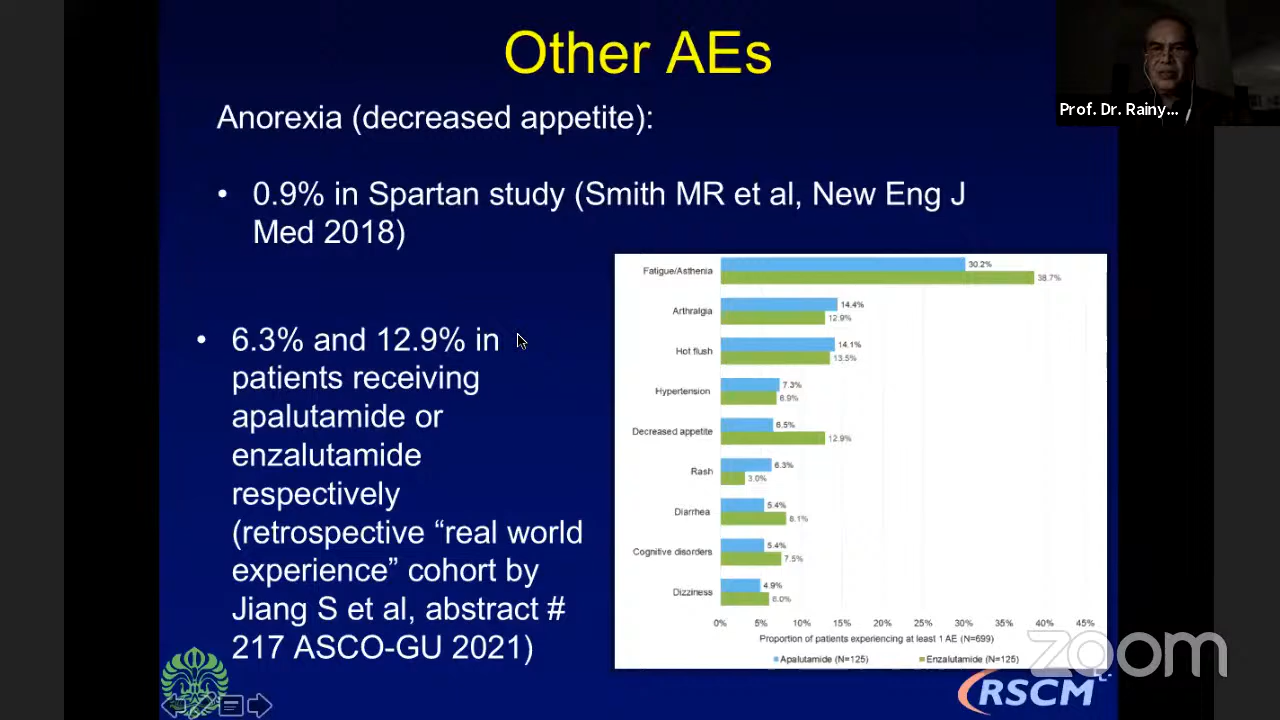 Other AEs
Prof. Dr. Rainy...
Anorexia (decreased appetite):
• 0.9% in Spartan study (Smith MR et al, New Eng J
Med 2018)
• 6.3% and 12.9% in
patients receiving
apalutamide or
enzalutamide
respectively
(retrospective “real world
experience” cohort by
Jiang S et al, abstract #
217 ASCO-GU 2021)
Fatigue/Asthenia 30.2%
38.7%
Arthralgia 14.4%
12.9%
Hot flush 14.1%
13.5%
Hypertension 7.3%
6.9%
Decreased appetite 6.5%
12.9%
Rash 6.3%
3.0%
Diarrhea 5.4%
8.1%
Cognitive disorders 5.4%
7.5%
Dizziness 4.9%
6.0%
0% 5% 10% 15% 20% 25% 30% 35% 40% 45%
Proportion of patients experiencing at least 1 AE (N=699)
Apalutamide (N=125) Enzalutamide (N=125)
zoom
RSCM